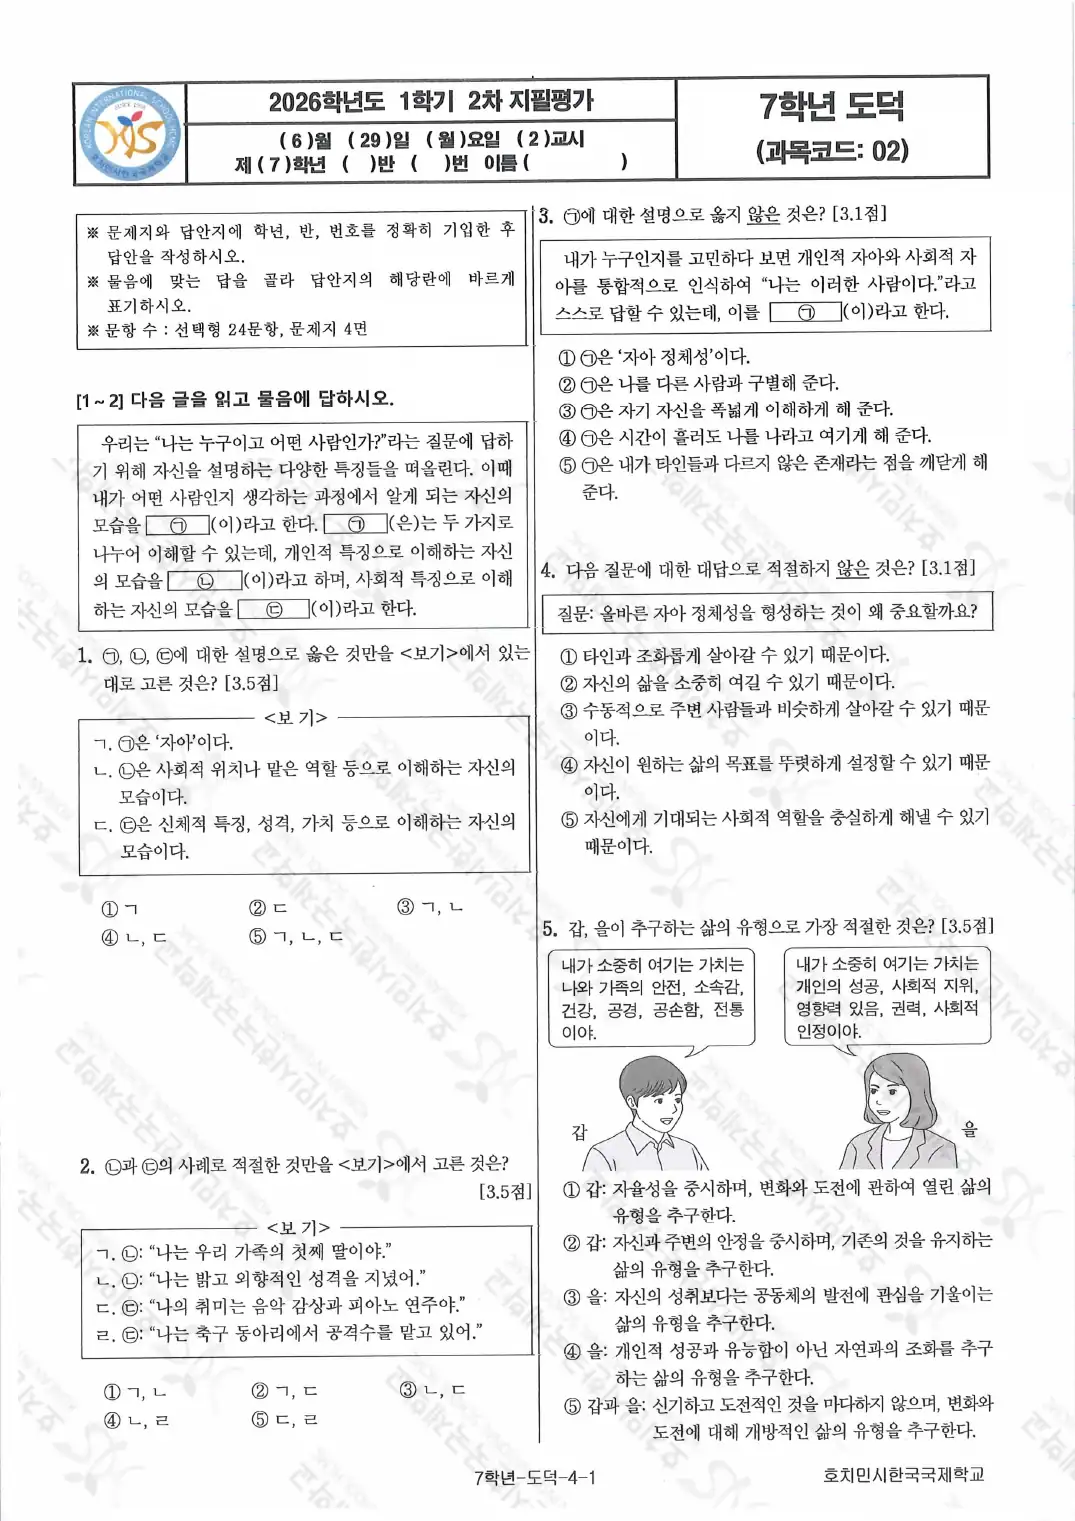 2026학년도 1학기 2차 지필평가
( 6 )월 ( 29 )일 ( 월 )요일 ( 2 )교시
제 ( 7 )학년 ( )반 ( )번 이름 ( )
7학년 도덕
(과목코드: 02)
※ 문제지와 답안지에 학년, 반, 번호를 정확히 기입한 후
답안을 작성하시오.
※ 물음에 맞는 답을 골라 답안지의 해당란에 바르게
표기하시오.
※ 문항 수 : 선택형 24문항, 문제지 4면
[1 ~ 2] 다음 글을 읽고 물음에 답하시오.
우리는 “나는 누구이고 어떤 사람인가?”라는 질문에 답하
기 위해 자신을 설명하는 다양한 특징들을 떠올린다. 이때
내가 어떤 사람인지 생각하는 과정에서 알게 되는 자신의
모습을 ㉠ (이)라고 한다. ㉠ (은)는 두 가지로
나누어 이해할 수 있는데, 개인적 특징으로 이해하는 자신
의 모습을 ㉡ (이)라고 하며, 사회적 특징으로 이해
하는 자신의 모습을 ㉢ (이)라고 한다.
1. ㉠, ㉡, ㉢에 대한 설명으로 옳은 것만을 <보기>에서 있는
대로 고른 것은? [3.5점]
<보 기>
ㄱ. ㉠은 ‘자아’이다.
ㄴ. ㉡은 사회적 위치나 맡은 역할 등으로 이해하는 자신의
모습이다.
ㄷ. ㉢은 신체적 특징, 성격, 가치 등으로 이해하는 자신의
모습이다.
① ㄱ ② ㄷ ③ ㄱ, ㄴ
④ ㄴ, ㄷ ⑤ ㄱ, ㄴ, ㄷ
2. ㉡과 ㉢의 사례로 적절한 것만을 <보기>에서 고른 것은?
[3.5점]
<보 기>
ㄱ. ㉡: “나는 우리 가족의 첫째 딸이야.”
ㄴ. ㉡: “나는 밝고 외향적인 성격을 지녔어.”
ㄷ. ㉢: “나의 취미는 음악 감상과 피아노 연주야.”
ㄹ. ㉢: “나는 축구 동아리에서 공격수를 맡고 있어.”
① ㄱ, ㄴ ② ㄱ, ㄷ ③ ㄴ, ㄷ
④ ㄴ, ㄹ ⑤ ㄷ, ㄹ
3. ㉠에 대한 설명으로 옳지 않은 것은? [3.1점]
내가 누구인지를 고민하다 보면 개인적 자아와 사회적 자
아를 통합적으로 인식하여 “나는 이러한 사람이다.”라고
스스로 답할 수 있는데, 이를 ㉠ (이)라고 한다.
① ㉠은 ‘자아 정체성’이다.
② ㉠은 나를 다른 사람과 구별해 준다.
③ ㉠은 자기 자신을 폭넓게 이해하게 해 준다.
④ ㉠은 시간이 흘러도 나를 나라고 여기게 해 준다.
⑤ ㉠은 내가 타인들과 다르지 않은 존재라는 점을 깨닫게 해
준다.
4. 다음 질문에 대한 대답으로 적절하지 않은 것은? [3.1점]
질문: 올바른 자아 정체성을 형성하는 것이 왜 중요할까요?
① 타인과 조화롭게 살아갈 수 있기 때문이다.
② 자신의 삶을 소중히 여길 수 있기 때문이다.
③ 수동적으로 주변 사람들과 비슷하게 살아갈 수 있기 때문
이다.
④ 자신이 원하는 삶의 목표를 뚜렷하게 설정할 수 있기 때문
이다.
⑤ 자신에게 기대되는 사회적 역할을 충실하게 해낼 수 있기
때문이다.
5. 갑, 을이 추구하는 삶의 유형으로 가장 적절한 것은? [3.5점]
내가 소중히 여기는 가치는
나와 가족의 안전, 소속감,
건강, 공경, 공손함, 전통
이야.
내가 소중히 여기는 가치는
개인의 성공, 사회적 지위,
영향력 있음, 권력, 사회적
인정이야.
갑
을
① 갑: 자율성을 중시하며, 변화와 도전에 관하여 열린 삶의
유형을 추구한다.
② 갑: 자신과 주변의 안정을 중시하며, 기존의 것을 유지하는
삶의 유형을 추구한다.
③ 을: 자신의 성취보다는 공동체의 발전에 관심을 기울이는
삶의 유형을 추구한다.
④ 을: 개인적 성공과 유능함이 아닌 자연과의 조화를 추구
하는 삶의 유형을 추구한다.
⑤ 갑과 을: 신기하고 도전적인 것을 마다하지 않으며, 변화와
도전에 대해 개방적인 삶의 유형을 추구한다.
7학년-도덕-4-1
호치민시한국국제학교